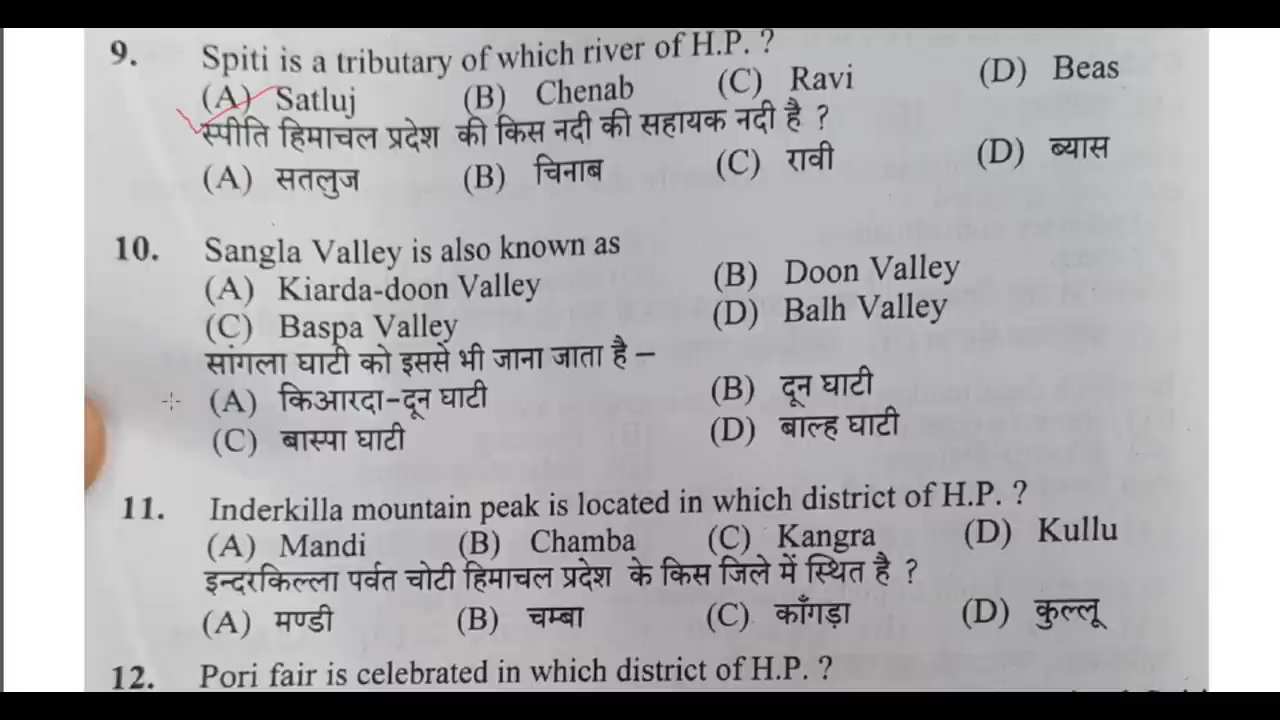 9. Spiti is a tributary of which river of H.P. ?
(A) Satluj (B) Chenab (C) Ravi (D) Beas
स्पीति हिमाचल प्रदेश की किस नदी की सहायक नदी है ?
(A) सतलुज (B) चिनाब (C) रावी (D) ब्यास
10. Sangla Valley is also known as
(A) Kiarda-doon Valley (B) Doon Valley
(C) Baspa Valley (D) Balh Valley
सांगला घाटी को इससे भी जाना जाता है –
(A) किआरदा-दून घाटी (B) दून घाटी
(C) बास्पा घाटी (D) बाल्ह घाटी
11. Inderkilla mountain peak is located in which district of H.P. ?
(A) Mandi (B) Chamba (C) Kangra (D) Kullu
इन्दरकिल्ला पर्वत चोटी हिमाचल प्रदेश के किस जिले में स्थित है ?
(A) मण्डी (B) चम्बा (C) काँगड़ा (D) कुल्लू
12. Pori fair is celebrated in which district of H.P. ?